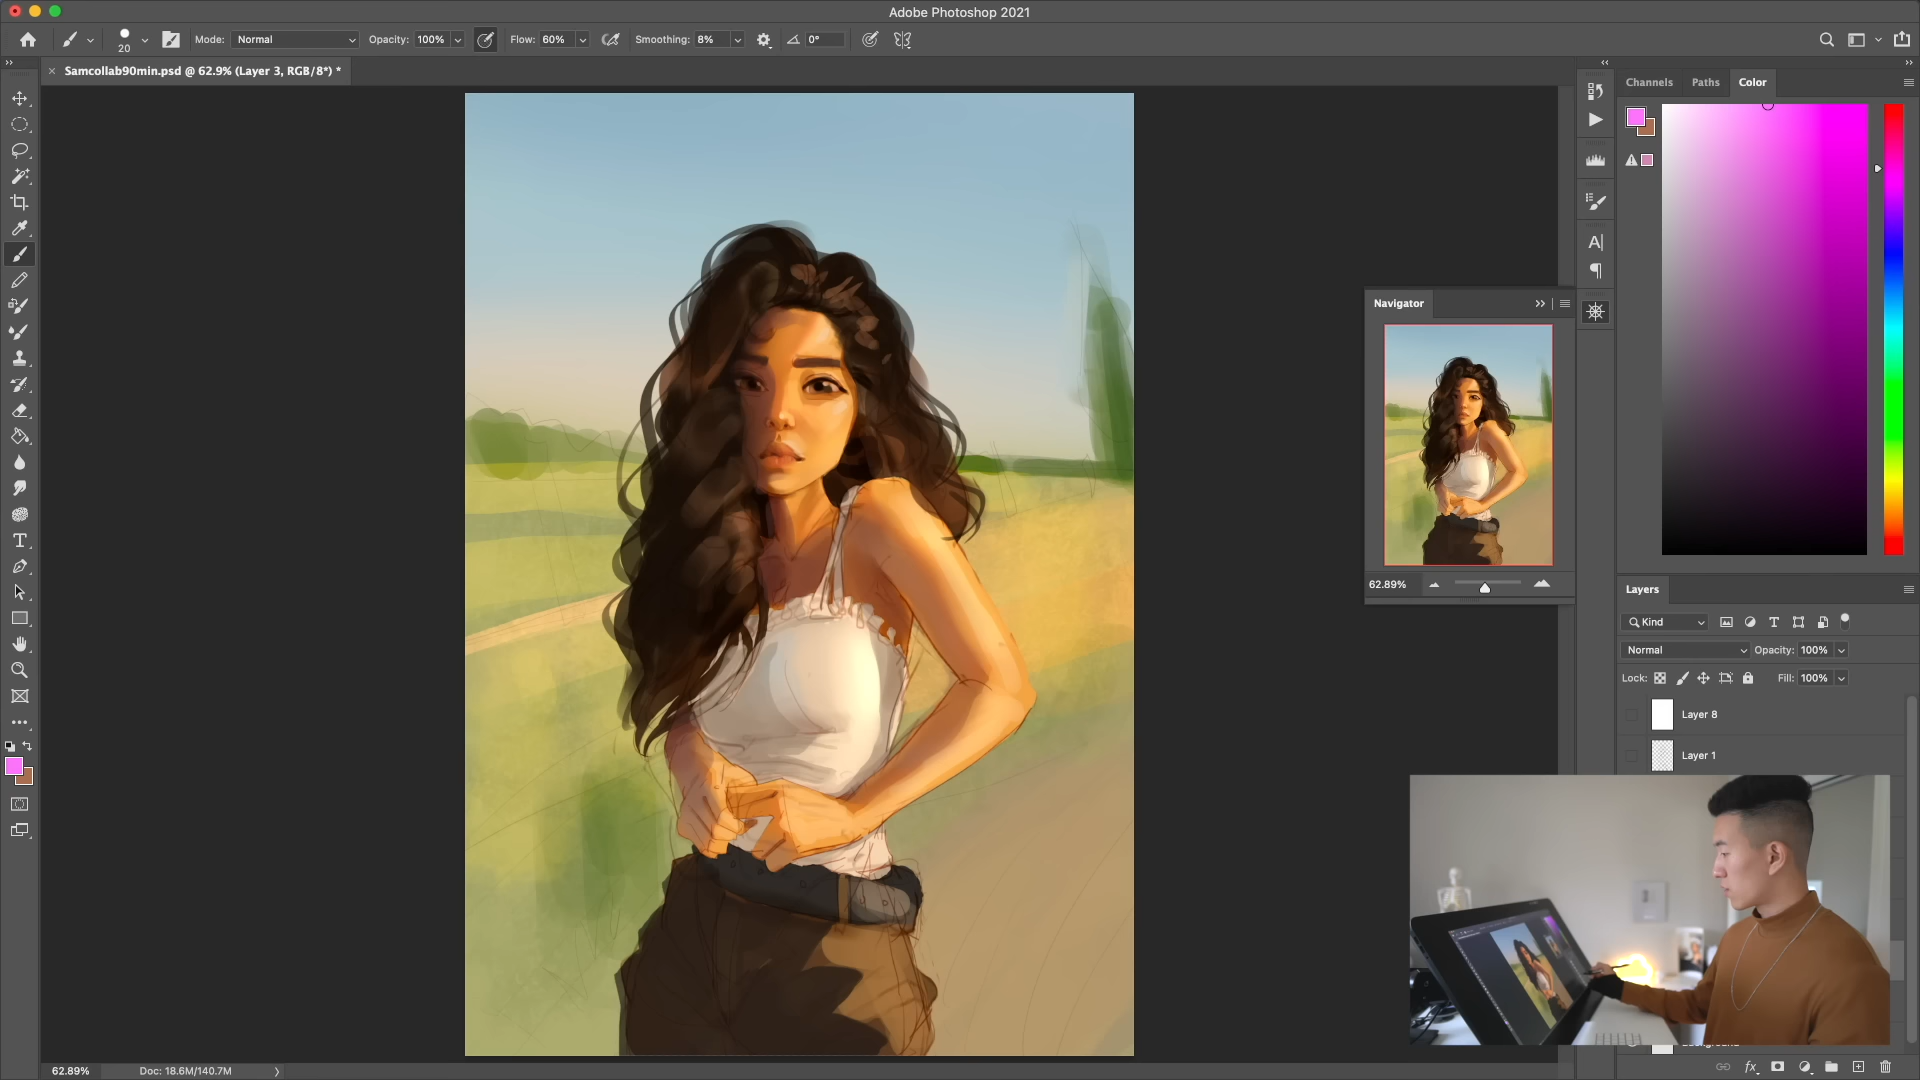 Adobe Photoshop 2021
20
Mode: Normal
Opacity: 100%
Flow: 60%
Smoothing: 8%
0°
Samcollab90min.psd @ 62.9% (Layer 3, RGB/8*) *
Channels
Paths
Color
Navigator
62.89%
Layers
Kind
Normal
Opacity: 100%
Lock:
Fill: 100%
Layer 8
Layer 1
62.89%
Doc: 18.6M/140.7M
fx